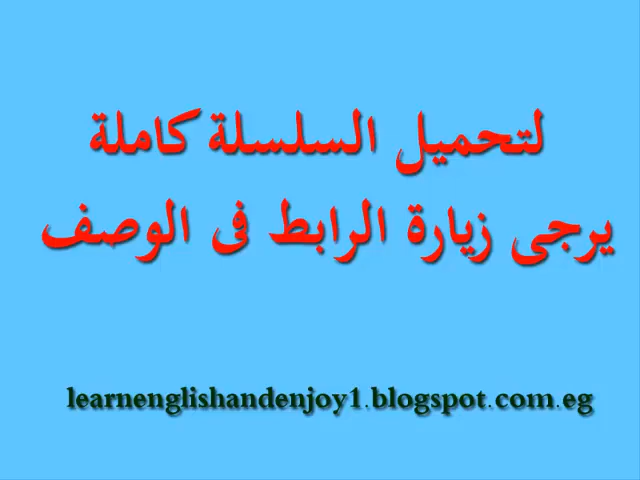 لتحميل السلسلة كاملة
يرجى زيارة الرابط فى الوصف
learnenglishandenjoy1.blogspot.com.eg